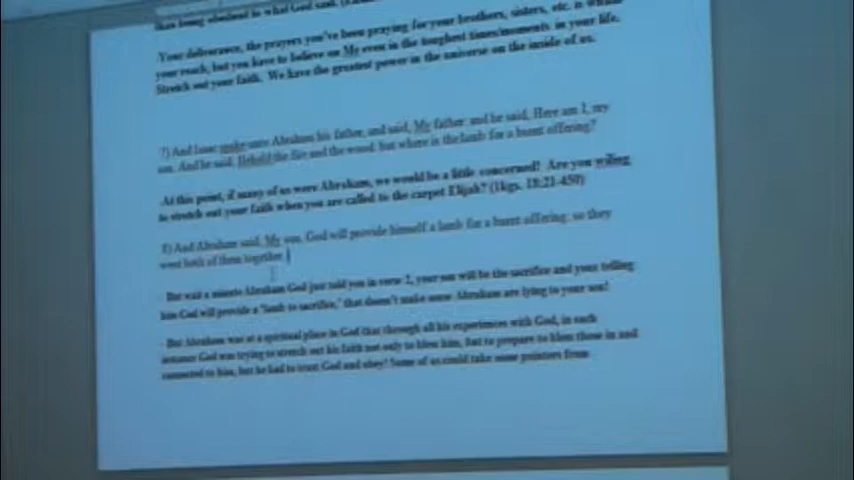 than being obedient to what God said.
Your deliverance, the prayers you've been praying for your brothers, sisters, etc. is within
your reach, but you have to believe on My even in the toughest times/moments in your life.
Stretch out your faith. We have the greatest power in the universe on the inside of us.
7) And Isaac spake unto Abraham his father, and said, My father: and he said, Here am I, my
son. And he said, Behold the fire and the wood: but where is the lamb for a burnt offering?
At this point, if many of us were Abraham, we would be a little concerned! Are you willing
to stretch out your faith when you are called to the carpet Elijah? (1kgs. 18:21-450)
8) And Abraham said, My son, God will provide himself a lamb for a burnt offering: so they
went both of them together.
But wait a minute Abraham God just told you in verse 2, your son will be the sacrifice and your telling
him God will provide a "lamb to sacrifice," that doesn't make sense Abraham are lying to your son!
But Abraham was at a spiritual place in God that through all his experiences with God, in each
instance God was trying to stretch out his faith not only to bless him, but to prepare to bless those in and
connected to him, but he had to trust God and obey! Some of us could take some pointers from